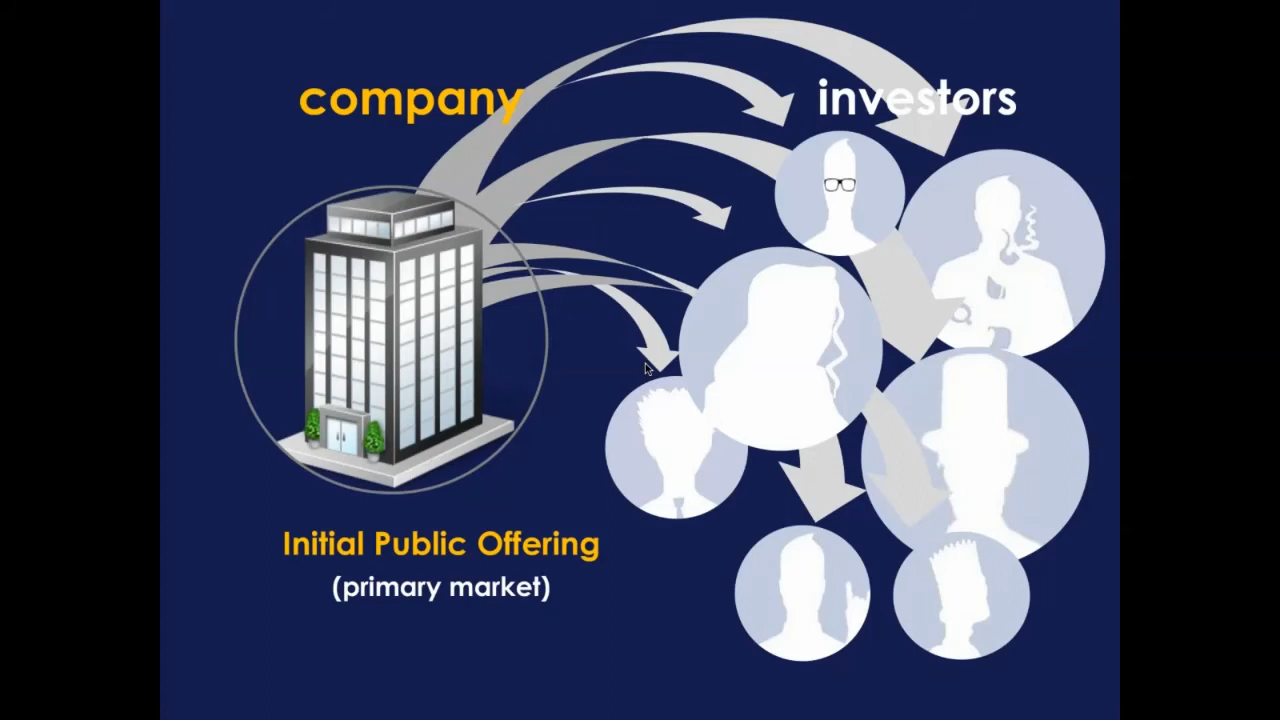 company
investors
Initial Public Offering
(primary market)